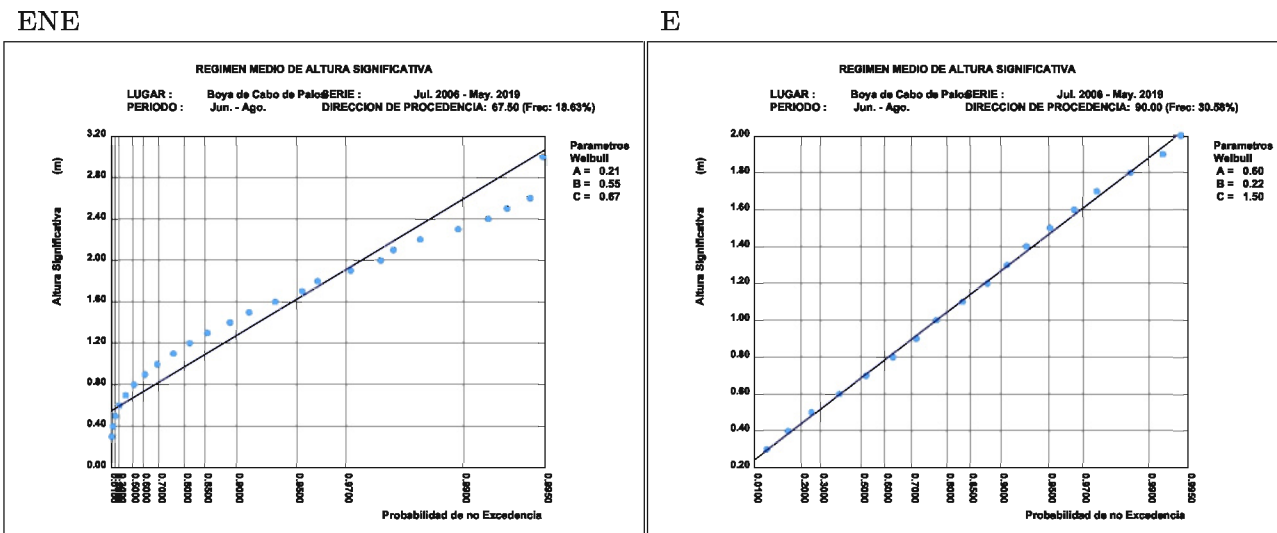 ENE
REGIMEN MEDIO DE ALTURA SIGNIFICATIVA
LUGAR : Boya de Cabo de Palos SERIE : Jul. 2006 - May. 2019
PERIODO : Jun. - Ago. DIRECCION DE PROCEDENCIA: 67.50 (Frec: 18.63%)
Parametros
Weibull
A = 0.21
B = 0.55
C = 0.67
Altura Significativa (m)
3.20
2.80
2.40
2.00
1.60
1.20
0.80
0.40
0.00
0.5000
0.6000
0.7000
0.8000
0.8500
0.9000
0.9500
0.9700
0.9900
0.9950
Probabilidad de no Excedencia
E
REGIMEN MEDIO DE ALTURA SIGNIFICATIVA
LUGAR : Boya de Cabo de Palos SERIE : Jul. 2006 - May. 2019
PERIODO : Jun. - Ago. DIRECCION DE PROCEDENCIA: 90.00 (Frec: 30.58%)
Parametros
Weibull
A = 0.60
B = 0.22
C = 1.50
Altura Significativa (m)
2.00
1.80
1.60
1.40
1.20
1.00
0.80
0.60
0.40
0.20
0.0100
0.2000
0.3000
0.5000
0.6000
0.7000
0.8000
0.8500
0.9000
0.9500
0.9700
0.9900
0.9950
Probabilidad de no Excedencia